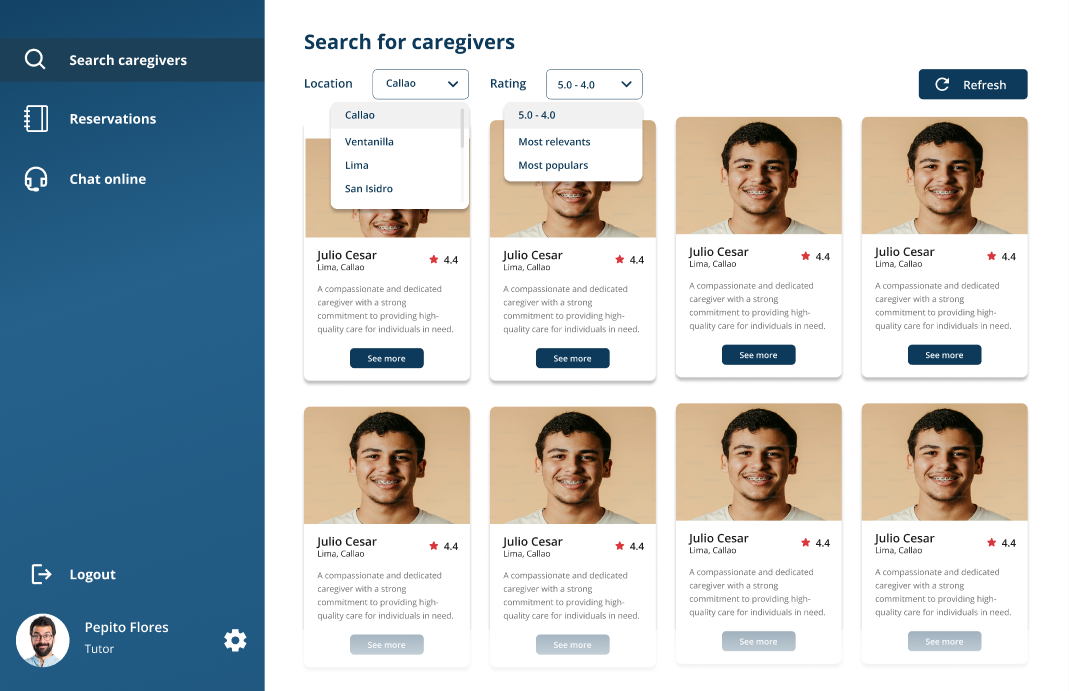 Search caregivers
Reservations
Chat online
Logout
Pepito Flores
Tutor
Search for caregivers
Location
Callao
Rating
5.0 - 4.0
Refresh
Callao
Ventanilla
Lima
San Isidro
5.0 - 4.0
Most relevants
Most populars
Julio Cesar
Lima, Callao
4.4
A compassionate and dedicated
caregiver with a strong
commitment to providing high-
quality care for individuals in need.
See more
Julio Cesar
Lima, Callao
4.4
A compassionate and dedicated
caregiver with a strong
commitment to providing high-
quality care for individuals in need.
See more
Julio Cesar
Lima, Callao
4.4
A compassionate and dedicated
caregiver with a strong
commitment to providing high-
quality care for individuals in need.
See more
Julio Cesar
Lima, Callao
4.4
A compassionate and dedicated
caregiver with a strong
commitment to providing high-
quality care for individuals in need.
See more
Julio Cesar
Lima, Callao
4.4
A compassionate and dedicated
caregiver with a strong
commitment to providing high-
quality care for individuals in need.
See more
Julio Cesar
Lima, Callao
4.4
A compassionate and dedicated
caregiver with a strong
commitment to providing high-
quality care for individuals in need.
See more
Julio Cesar
Lima, Callao
4.4
A compassionate and dedicated
caregiver with a strong
commitment to providing high-
quality care for individuals in need.
See more
Julio Cesar
Lima, Callao
4.4
A compassionate and dedicated
caregiver with a strong
commitment to providing high-
quality care for individuals in need.
See more